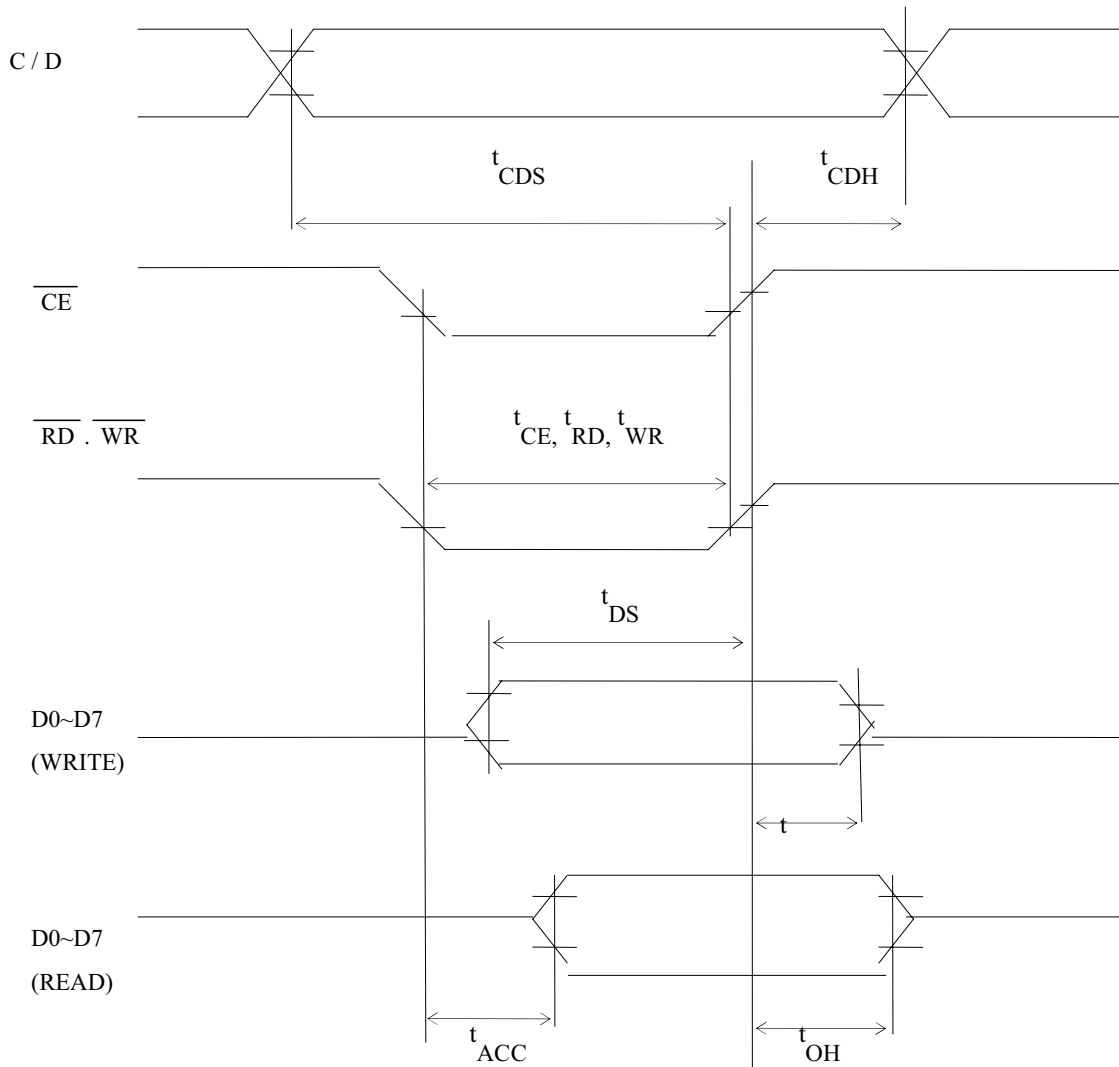 C / D
t CDS
t CDH
CE
RD . WR
t CE, t RD, t WR
t DS
D0~D7
(WRITE)
t
D0~D7
(READ)
t ACC
t OH